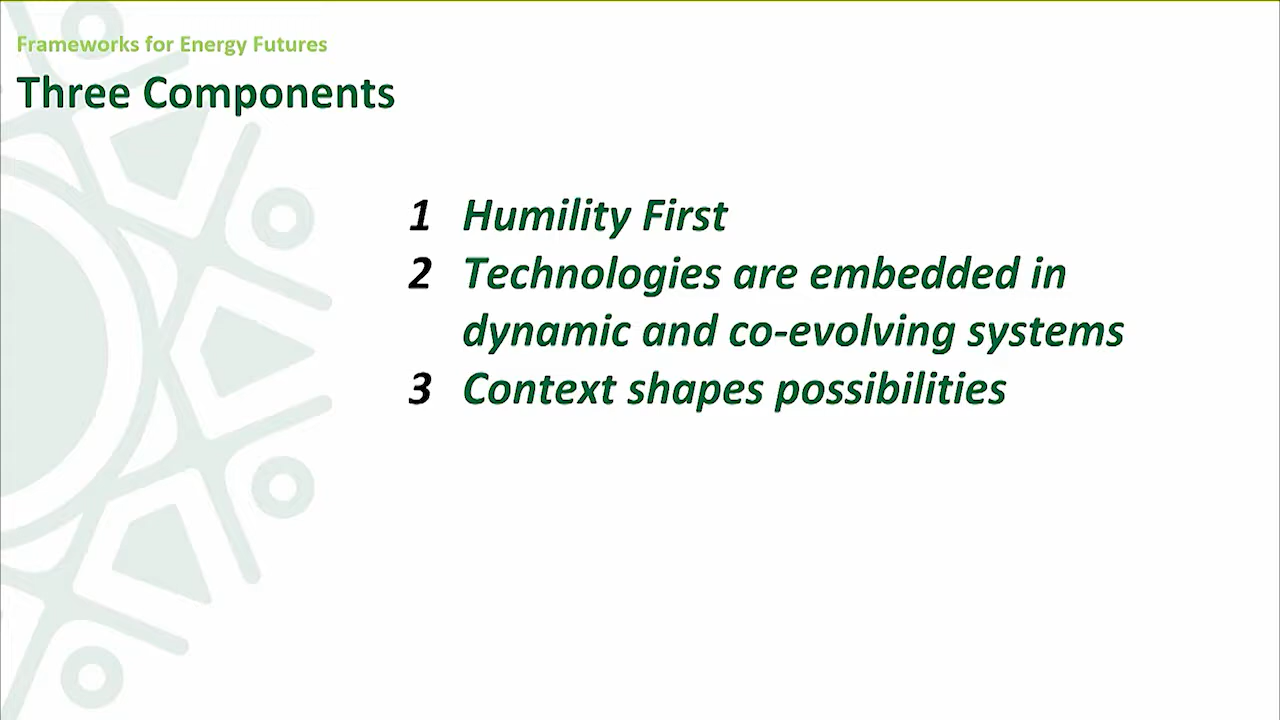 Frameworks for Energy Futures
Three Components
1 Humility First
2 Technologies are embedded in
dynamic and co-evolving systems
3 Context shapes possibilities